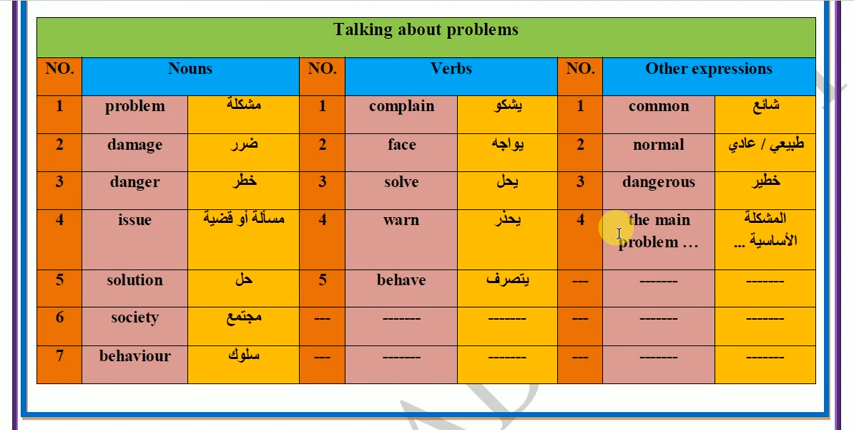 Talking about problems
NO. Nouns NO. Verbs NO. Other expressions
1 problem مشكلة 1 complain يشكو 1 common شائع
2 damage ضرر 2 face يواجه 2 normal طبيعي / عادي
3 danger خطر 3 solve يحل 3 dangerous خطير
4 issue مسألة أو قضية 4 warn يحذر 4 the main المشكلة
problem … الأساسية ...
5 solution حل 5 behave يتصرف --- ------- -------
6 society مجتمع --- ------- ------- --- ------- -------
7 behaviour سلوك --- ------- ------- --- ------- -------